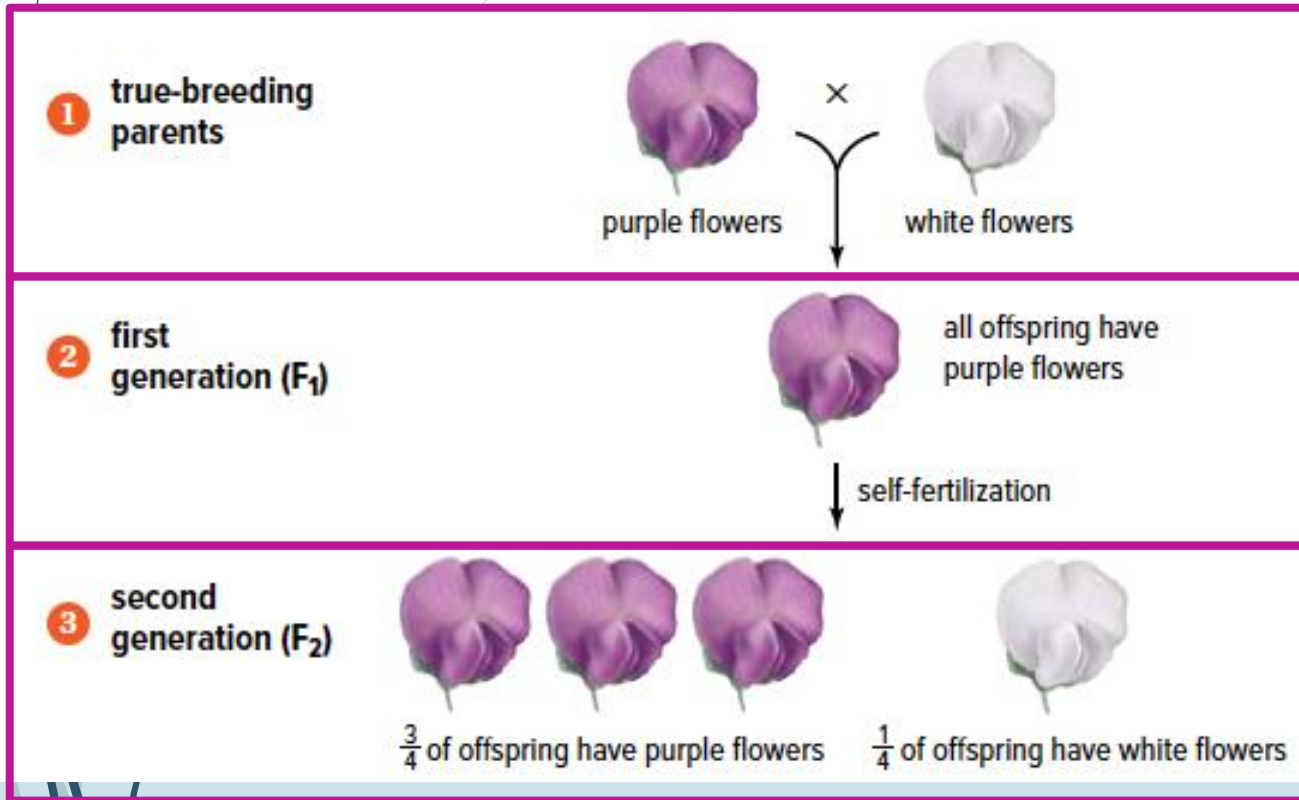 1 true-breeding
parents
×
purple flowers white flowers
2 first
generation (F₁)
all offspring have
purple flowers
self-fertilization
3 second
generation (F₂)
3/4 of offspring have purple flowers 1/4 of offspring have white flowers